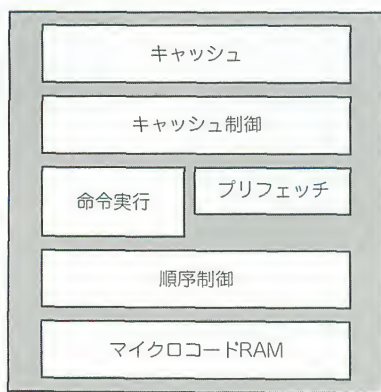 キャッシュ
キャッシュ制御
命令実行
プリフェッチ
順序制御
マイクロコードRAM